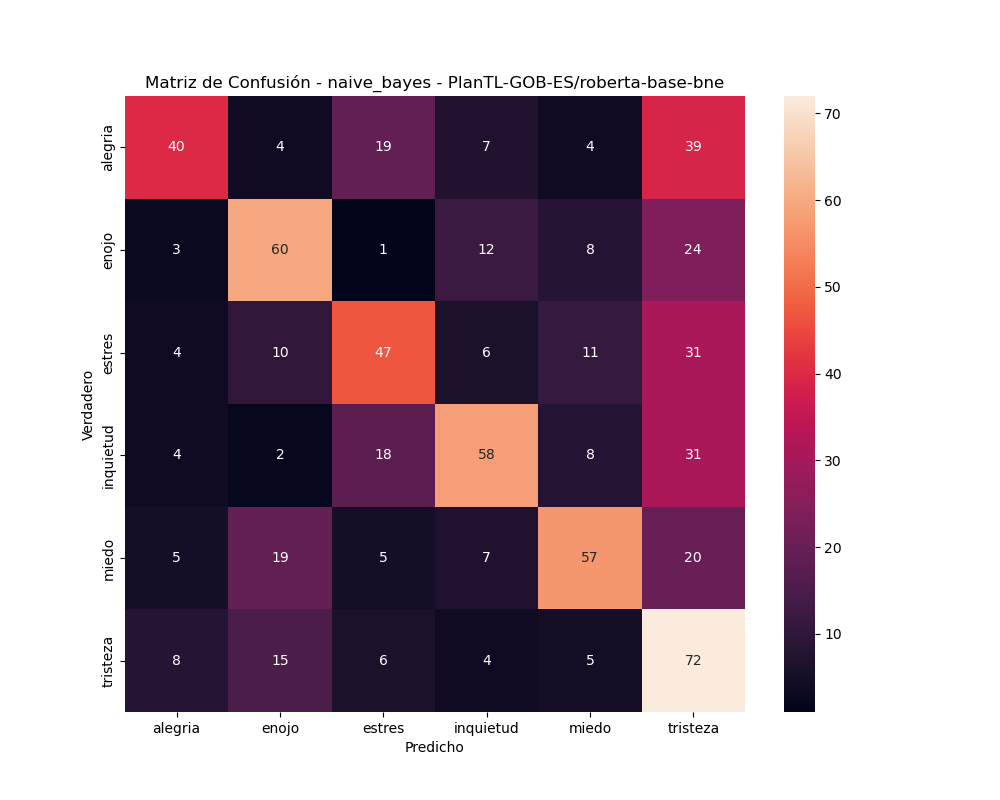 Matriz de Confusión - naive_bayes - PlanTL-GOB-ES/roberta-base-bne
Verdadero
alegria 40 4 19 7 4 39
enojo 3 60 1 12 8 24
estres 4 10 47 6 11 31
inquietud 4 2 18 58 8 31
miedo 5 19 5 7 57 20
tristeza 8 15 6 4 5 72
alegria enojo estres inquietud miedo tristeza
Predicho
70
60
50
40
30
20
10